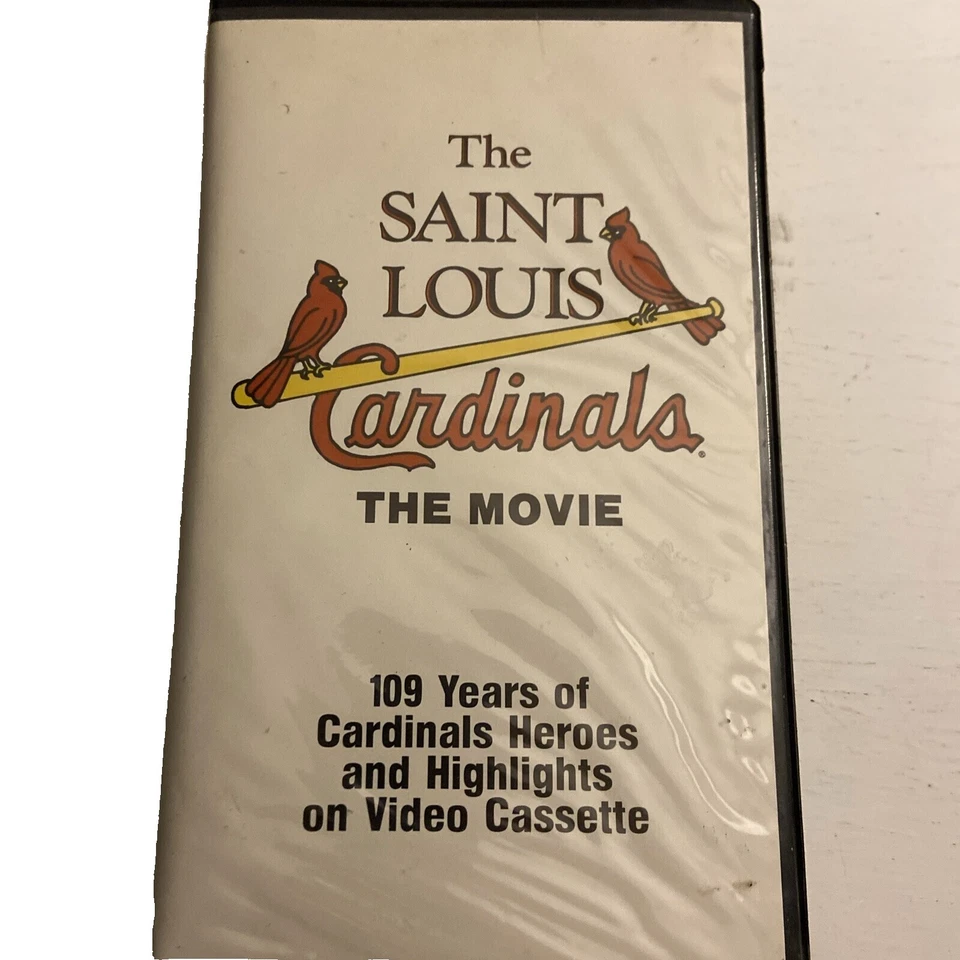 The
SAINT
LOUIS
Cardinals®
THE MOVIE
109 Years of
Cardinals Heroes
and Highlights
on Video Cassette